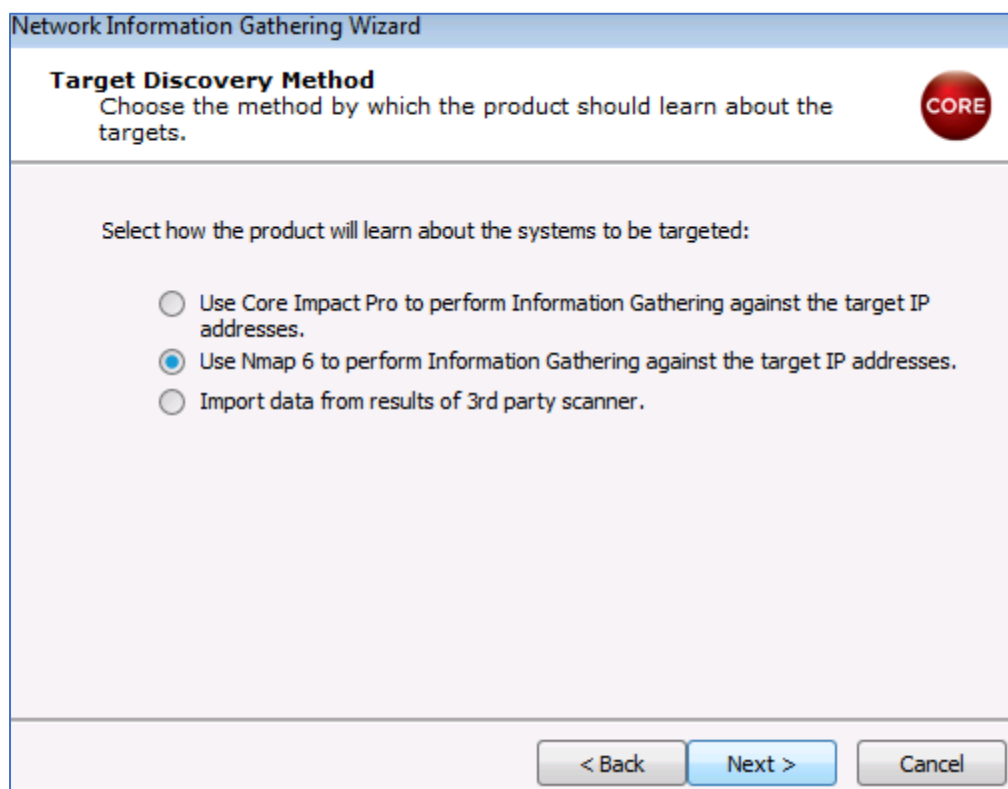 Network Information Gathering Wizard
Target Discovery Method
Choose the method by which the product should learn about the
targets.
CORE
Select how the product will learn about the systems to be targeted:
Use Core Impact Pro to perform Information Gathering against the target IP
addresses.
Use Nmap 6 to perform Information Gathering against the target IP addresses.
Import data from results of 3rd party scanner.
< Back
Next >
Cancel